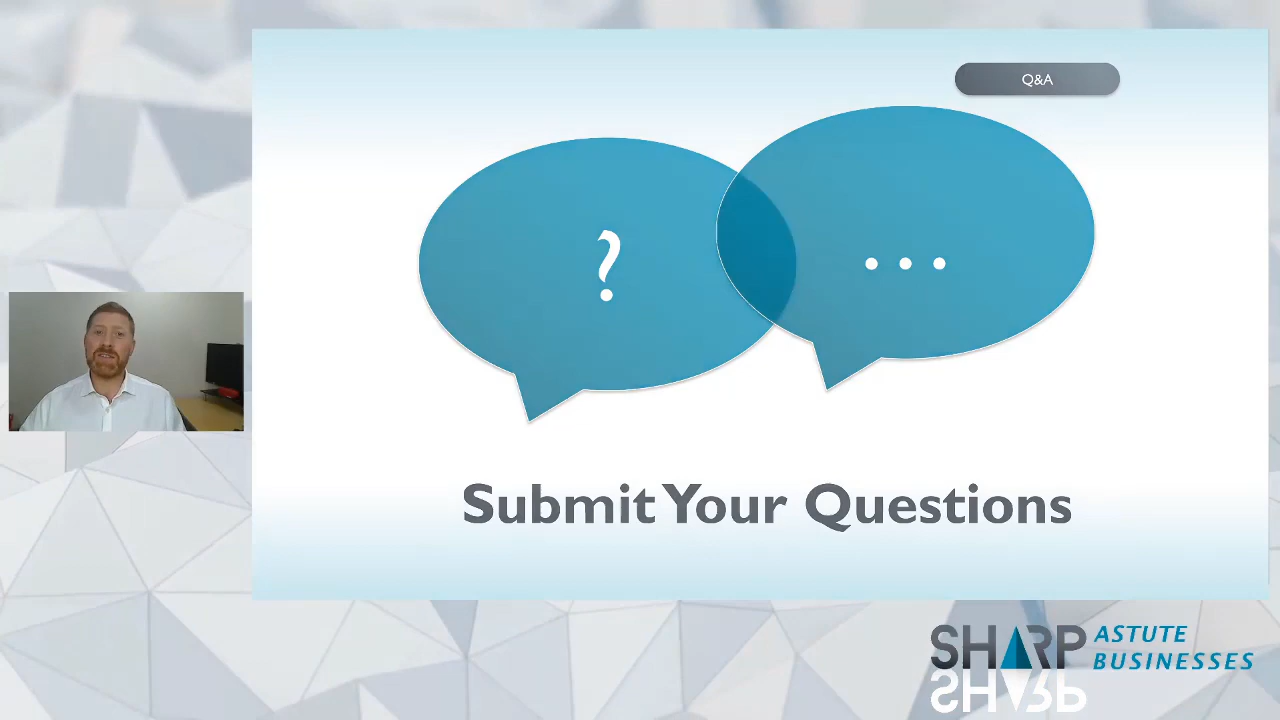 Q&A
?
...
Submit Your Questions
SHARP ASTUTE
BUSINESSES